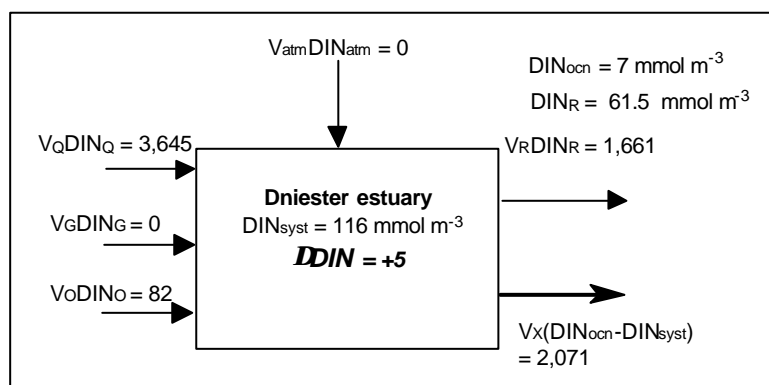 VatmDINatm = 0
DINocn = 7 mmol m-3
DINR = 61.5 mmol m-3
VQDINQ = 3,645
VRDINR = 1,661
Dniester estuary
DINsyst = 116 mmol m-3
DDIN = +5
VGDING = 0
VODINO = 82
VX(DINocn-DINsyst)
= 2,071